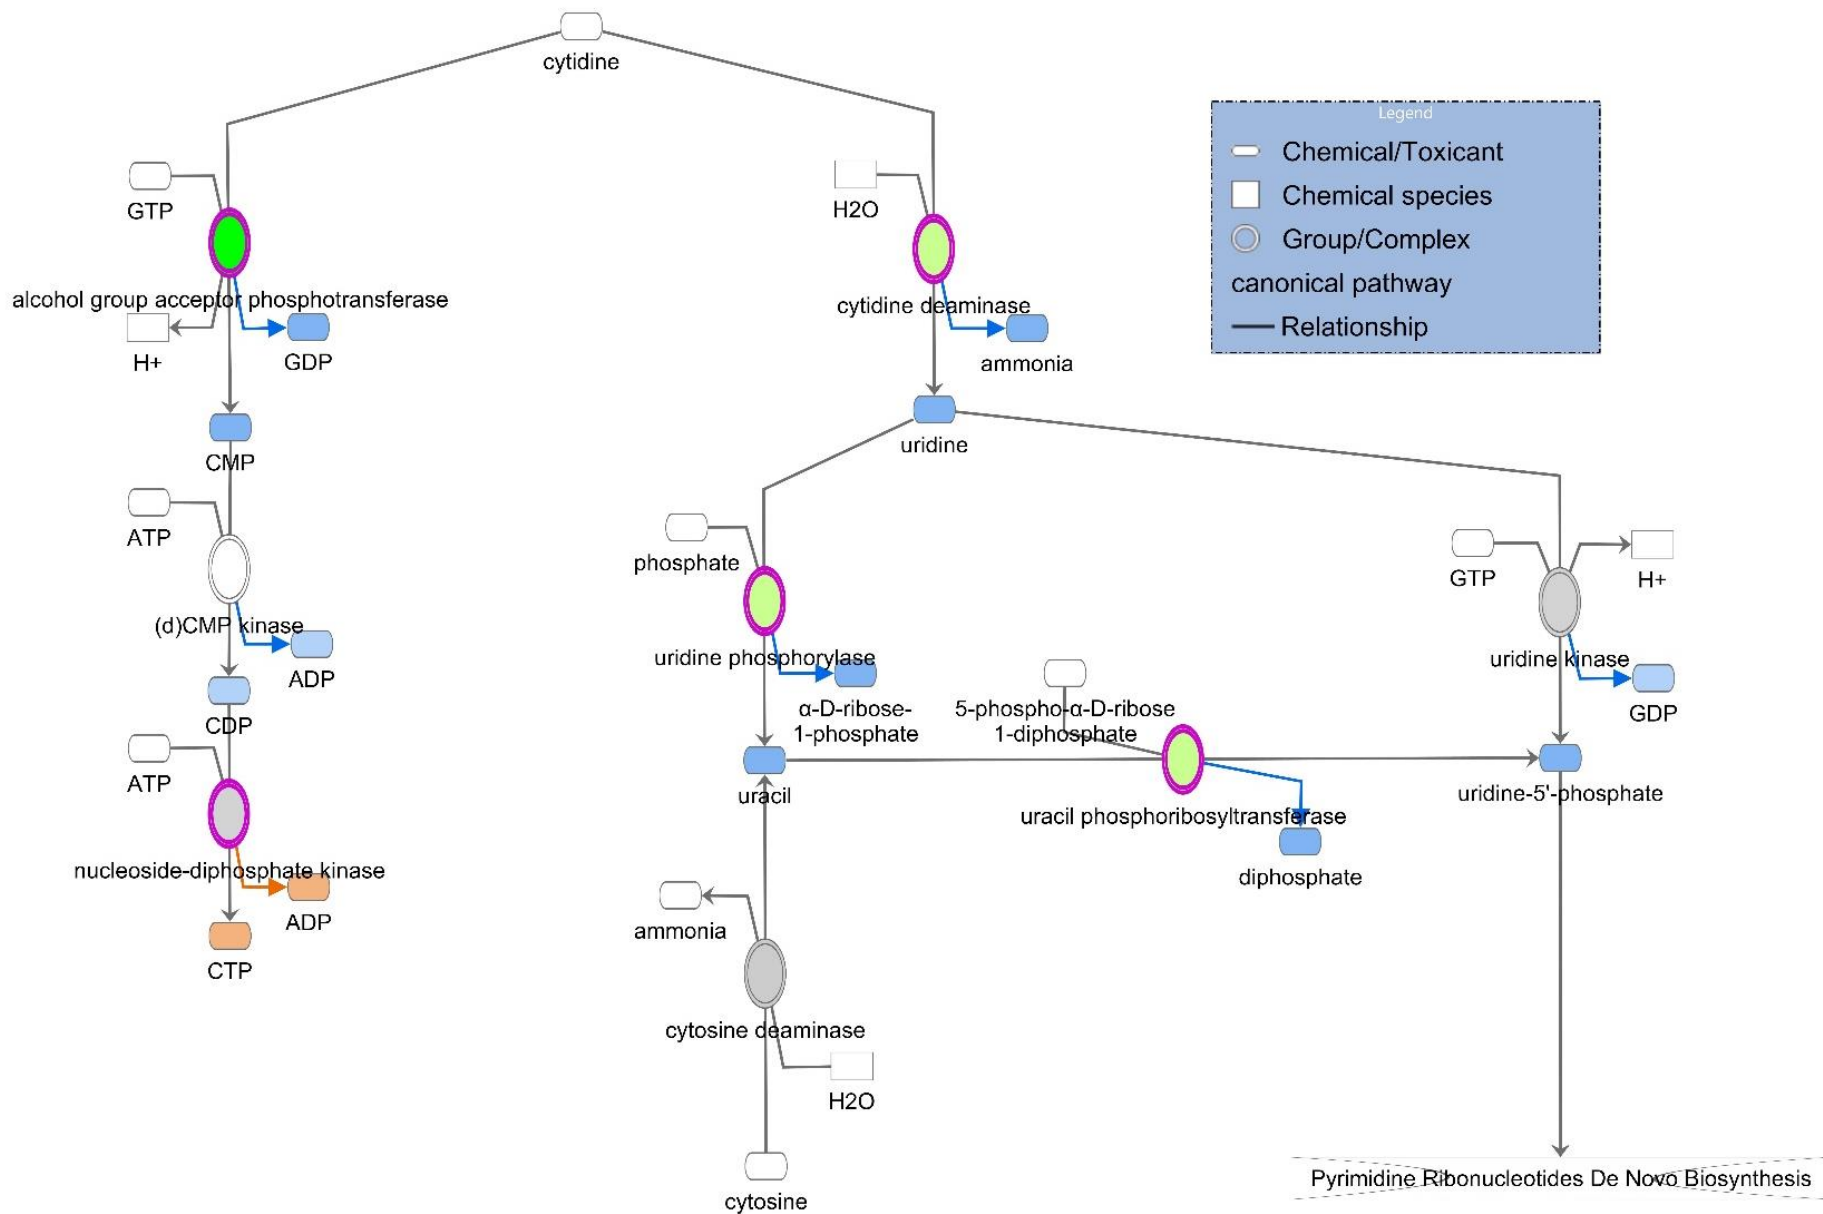 cytidine
Legend
Chemical/Toxicant
Chemical species
Group/Complex
canonical pathway
Relationship
GTP
H2O
alcohol group acceptor phosphotransferase
cytidine deaminase
H+
GDP
ammonia
CMP
uridine
ATP
phosphate
GTP
H+
(d)CMP kinase
ADP
uridine phosphorylase
uridine kinase
CDP
α-D-ribose-
1-phosphate
5-phospho-α-D-ribose
1-diphosphate
GDP
ATP
uracil
uridine-5'-phosphate
uracil phosphoribosyltransferase
nucleoside-diphosphate kinase
diphosphate
ADP
ammonia
CTP
cytosine deaminase
H2O
Pyrimidine Ribonucleotides De Novo Biosynthesis
cytosine